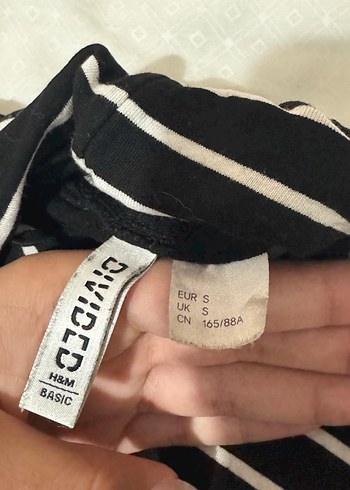 DIVIDED
H&M
BASIC
EUR S
UK S
CN 165/88A